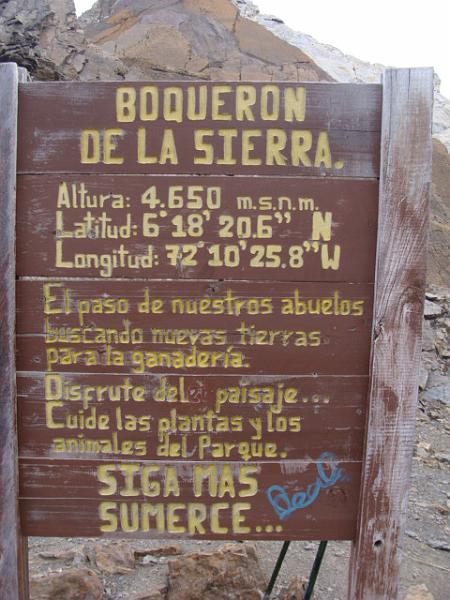 BOQUERON
DE LA SIERRA.
Altura: 4.650 m.s.n.m.
Latitud: 6°18'20.6" N
Longitud: 72°10'25.8"W
El paso de nuestros abuelos
buscando nuevas tierras
para la ganadería.
Disfrute del paisaje...
Cuide las plantas y los
animales del Parque.
SIGA MAS
SUMERCE...